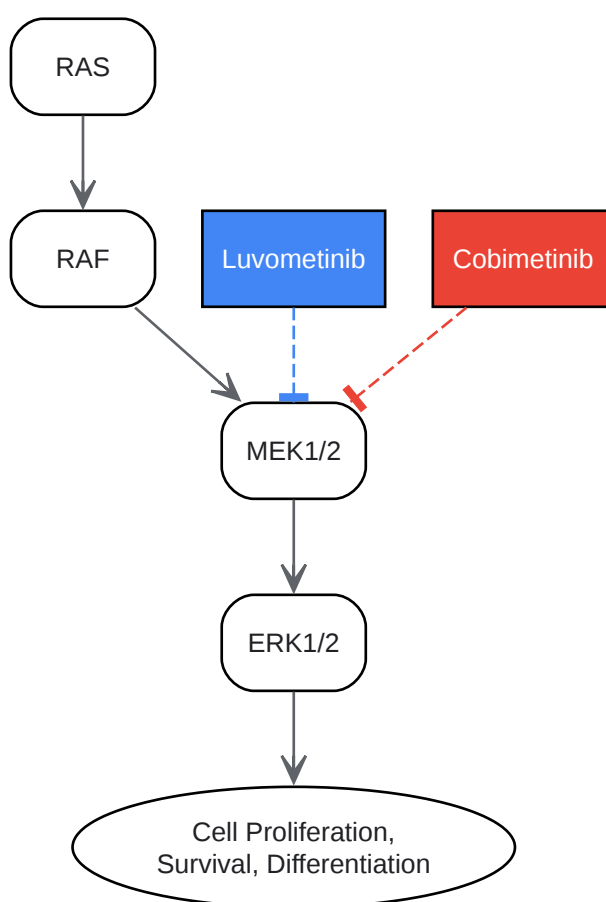 RAS
RAF
Luvometinib
Cobimetinib
MEK1/2
ERK1/2
Cell Proliferation,
Survival, Differentiation